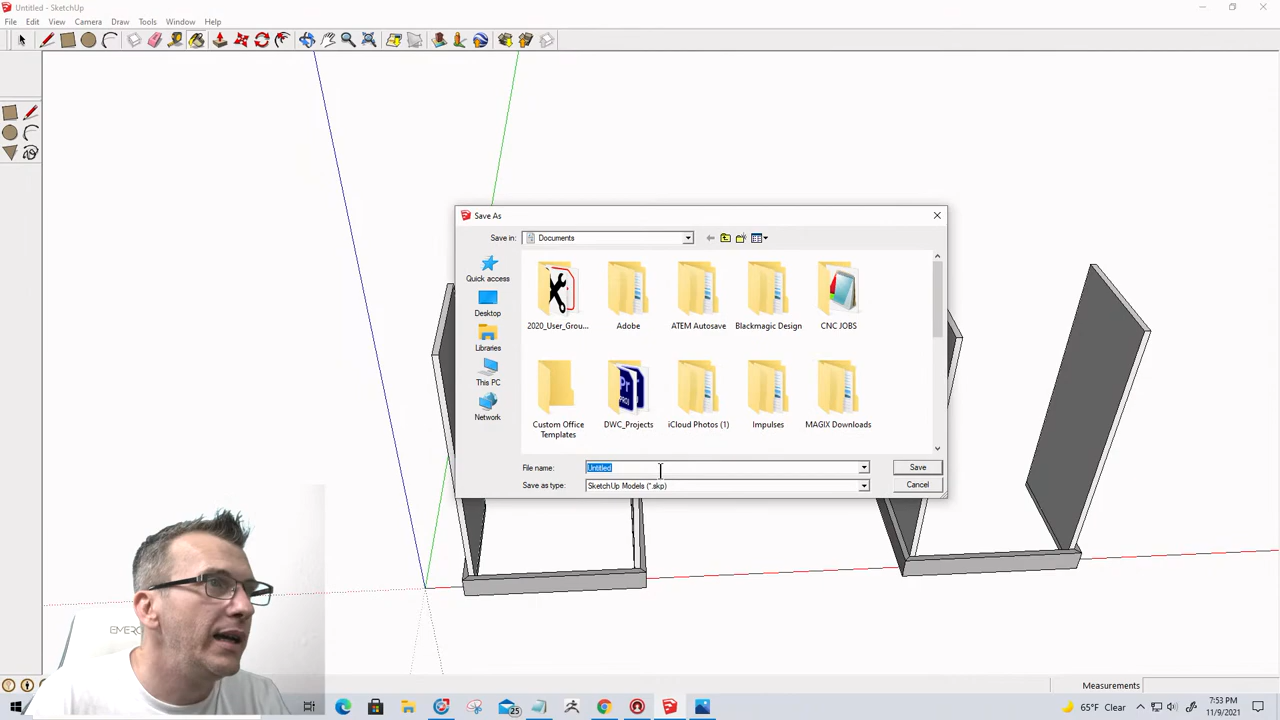 Untitled - SketchUp
File Edit View Camera Draw Tools Window Help
Save As
Save in: Documents
Quick access
Desktop
Libraries
This PC
Network
2020_User_Grou... Adobe ATEM Autosave Blackmagic Design CNC JOBS
Custom Office Templates DWC_Projects iCloud Photos (1) Impulses MAGIX Downloads
File name: Untitled Save
Save as type: SketchUp Models (*.skp) Cancel
Measurements
25
65°F Clear
7:53 PM
11/9/2021